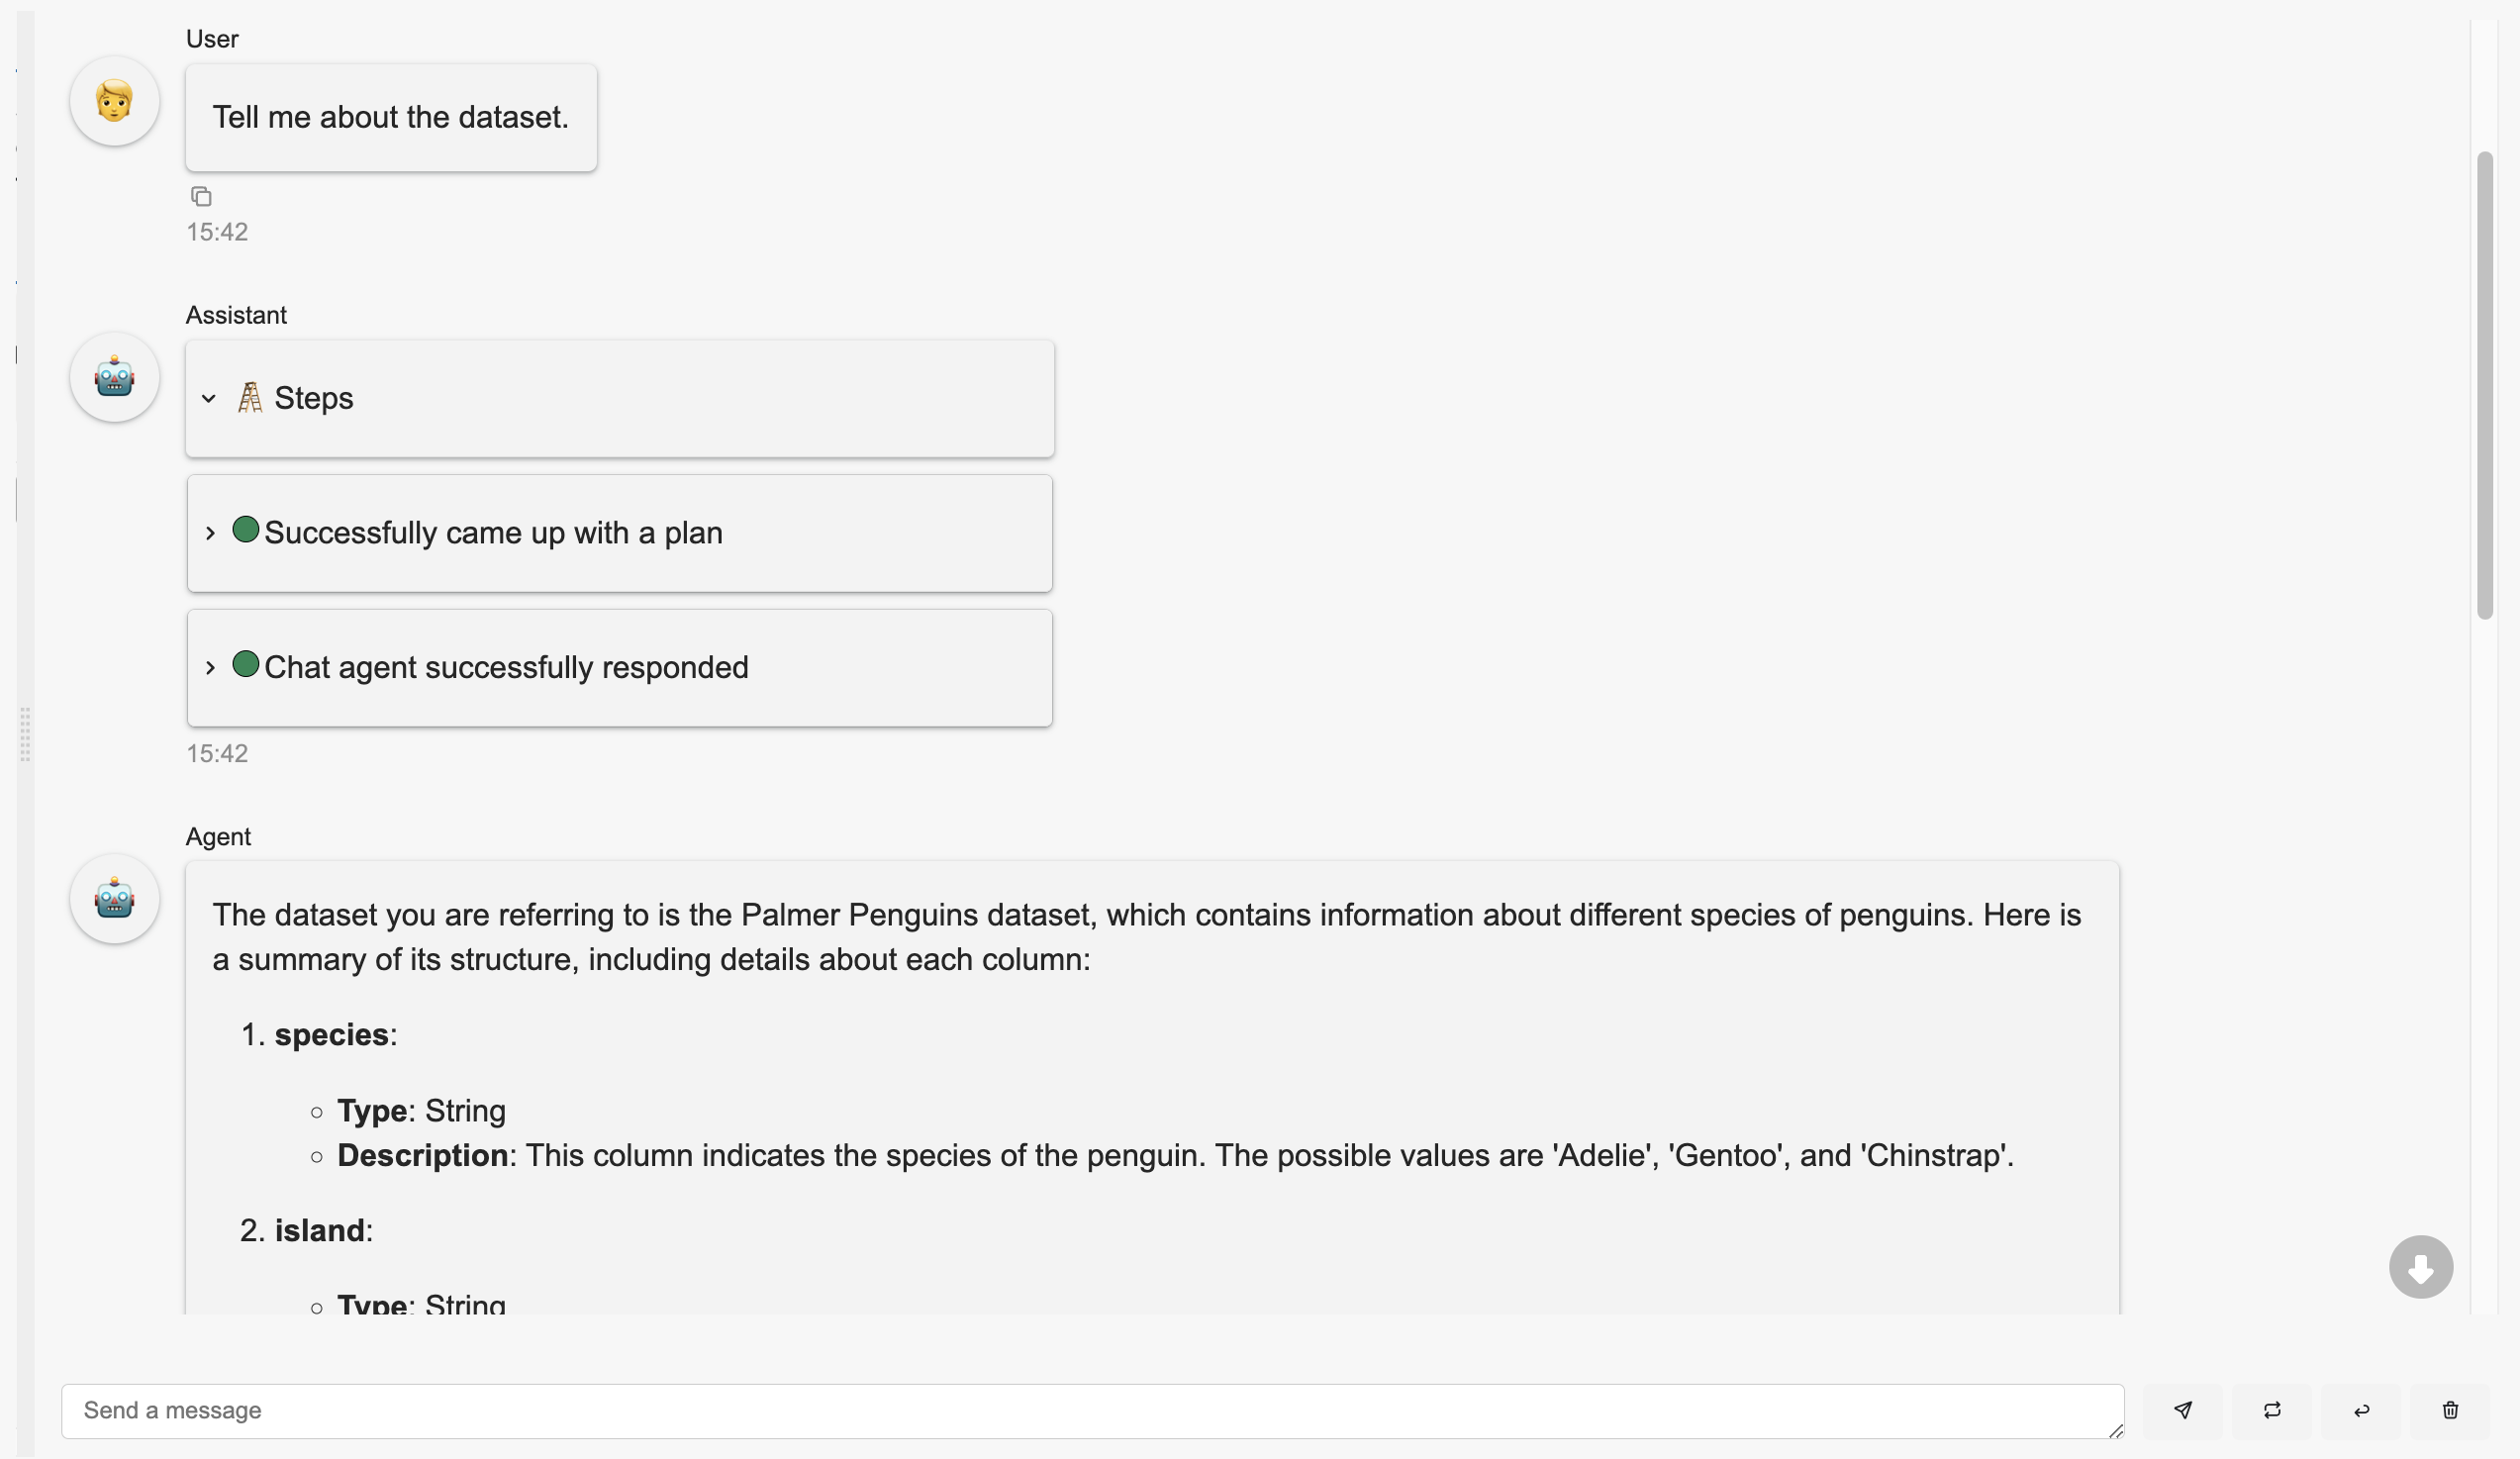 User
Tell me about the dataset.
15:42
Assistant
Steps
Successfully came up with a plan
Chat agent successfully responded
15:42
Agent
The dataset you are referring to is the Palmer Penguins dataset, which contains information about different species of penguins. Here is
a summary of its structure, including details about each column:
1. species:
Type: String
Description: This column indicates the species of the penguin. The possible values are 'Adelie', 'Gentoo', and 'Chinstrap'.
2. island:
Type: String
Send a message